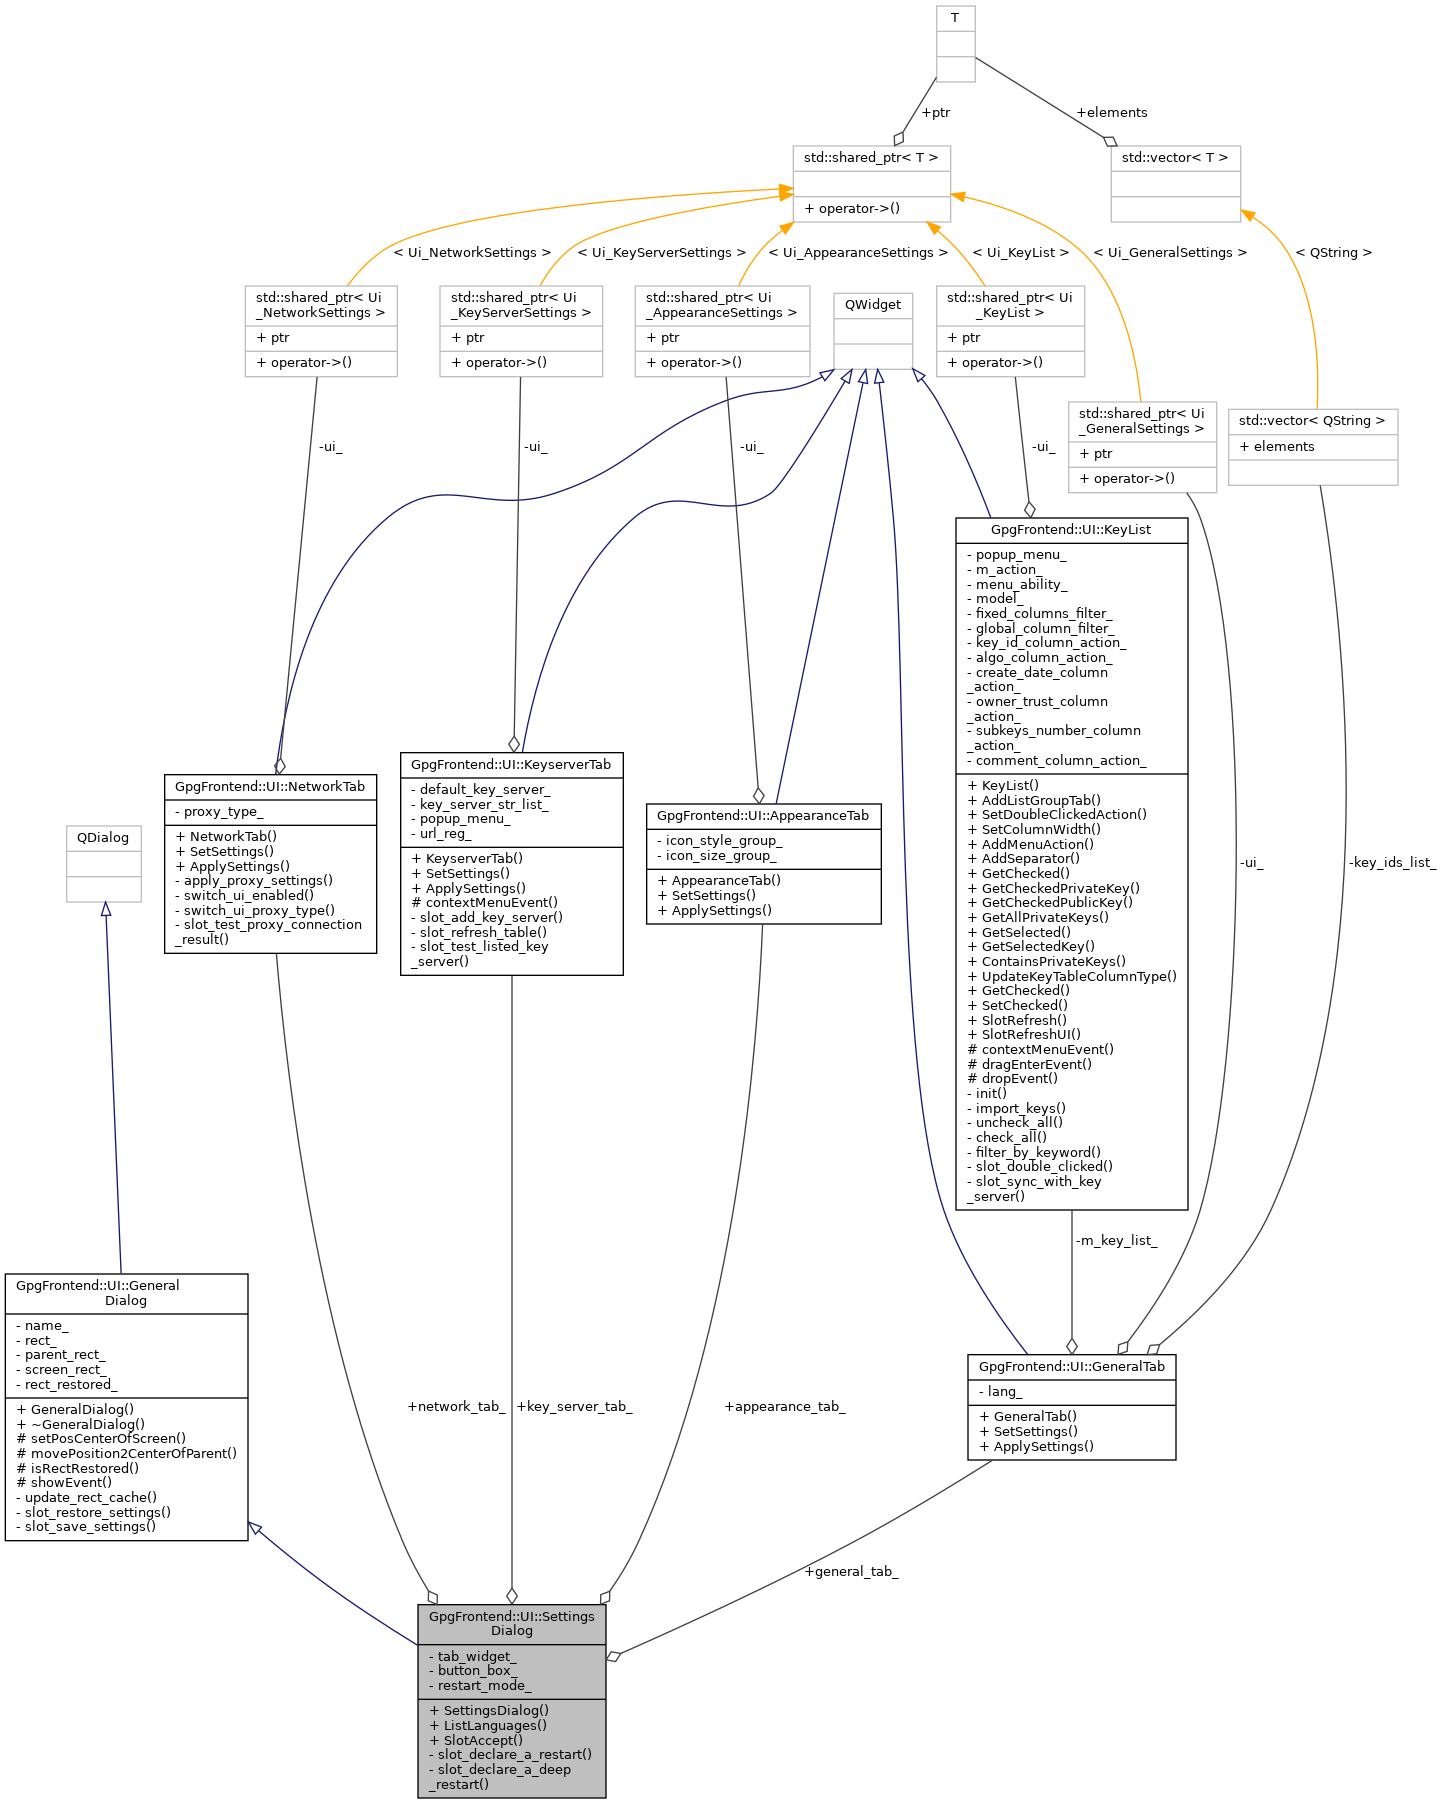 T
+ptr
+elements
std::shared_ptr< T >
+ operator->()
std::vector< T >
< Ui_NetworkSettings >
< Ui_KeyServerSettings >
< Ui_AppearanceSettings >
< Ui_KeyList >
< Ui_GeneralSettings >
< QString >
std::shared_ptr< Ui
_NetworkSettings >
+ ptr
+ operator->()
std::shared_ptr< Ui
_KeyServerSettings >
+ ptr
+ operator->()
std::shared_ptr< Ui
_AppearanceSettings >
+ ptr
+ operator->()
QWidget
std::shared_ptr< Ui
_KeyList >
+ ptr
+ operator->()
std::shared_ptr< Ui
_GeneralSettings >
+ ptr
+ operator->()
std::vector< QString >
+ elements
-ui_
-ui_
-ui_
-ui_
GpgFrontend::UI::KeyList
- popup_menu_
- m_action_
- menu_ability_
- model_
- fixed_columns_filter_
- global_column_filter_
- key_id_column_action_
- algo_column_action_
- create_date_column
_action_
- owner_trust_column
_action_
- subkeys_number_column
_action_
- comment_column_action_
+ KeyList()
+ AddListGroupTab()
+ SetDoubleClickedAction()
+ SetColumnWidth()
+ AddMenuAction()
+ AddSeparator()
+ GetChecked()
+ GetCheckedPrivateKey()
+ GetCheckedPublicKey()
+ GetAllPrivateKeys()
+ GetSelected()
+ GetSelectedKey()
+ ContainsPrivateKeys()
+ UpdateKeyTableColumnType()
+ GetChecked()
+ SetChecked()
+ SlotRefresh()
+ SlotRefreshUI()
# contextMenuEvent()
# dragEnterEvent()
# dropEvent()
- init()
- import_keys()
- uncheck_all()
- check_all()
- filter_by_keyword()
- slot_double_clicked()
- slot_sync_with_key
_server()
GpgFrontend::UI::NetworkTab
- proxy_type_
+ NetworkTab()
+ SetSettings()
+ ApplySettings()
- apply_proxy_settings()
- switch_ui_enabled()
- switch_ui_proxy_type()
- slot_test_proxy_connection
_result()
GpgFrontend::UI::KeyserverTab
- default_key_server_
- key_server_str_list_
- popup_menu_
- url_reg_
+ KeyserverTab()
+ SetSettings()
+ ApplySettings()
# contextMenuEvent()
- slot_add_key_server()
- slot_refresh_table()
- slot_test_listed_key
_server()
GpgFrontend::UI::AppearanceTab
- icon_style_group_
- icon_size_group_
+ AppearanceTab()
+ SetSettings()
+ ApplySettings()
QDialog
-ui_
-key_ids_list_
-m_key_list_
GpgFrontend::UI::General
Dialog
- name_
- rect_
- parent_rect_
- screen_rect_
- rect_restored_
+ GeneralDialog()
+ ~GeneralDialog()
# setPosCenterOfScreen()
# movePosition2CenterOfParent()
# isRectRestored()
# showEvent()
- update_rect_cache()
- slot_restore_settings()
- slot_save_settings()
GpgFrontend::UI::GeneralTab
- lang_
+ GeneralTab()
+ SetSettings()
+ ApplySettings()
+network_tab_
+key_server_tab_
+appearance_tab_
+general_tab_
GpgFrontend::UI::Settings
Dialog
- tab_widget_
- button_box_
- restart_mode_
+ SettingsDialog()
+ ListLanguages()
+ SlotAccept()
- slot_declare_a_restart()
- slot_declare_a_deep
_restart()